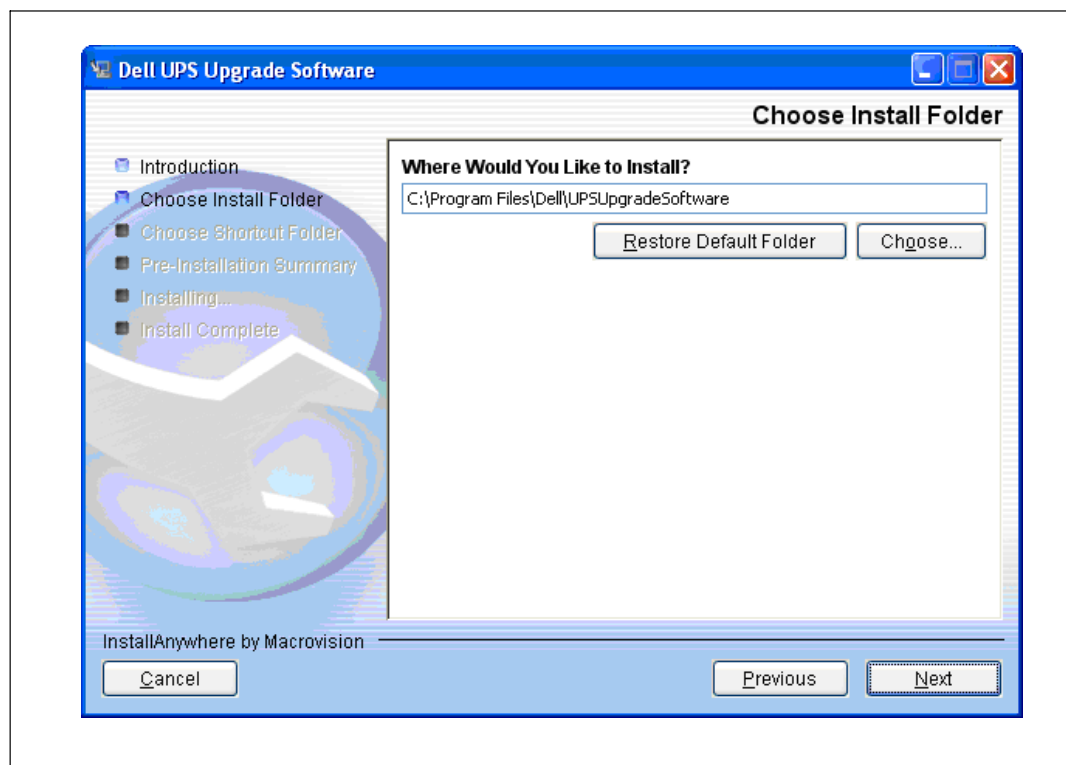 Dell UPS Upgrade Software
Choose Install Folder
Introduction
Choose Install Folder
Choose Shortcut Folder
Pre-Installation Summary
Installing...
Install Complete
Where Would You Like to Install?
C:\Program Files\Dell\UPSUpgradeSoftware
Restore Default Folder Choose...
InstallAnywhere by Macrovision
Cancel Previous Next